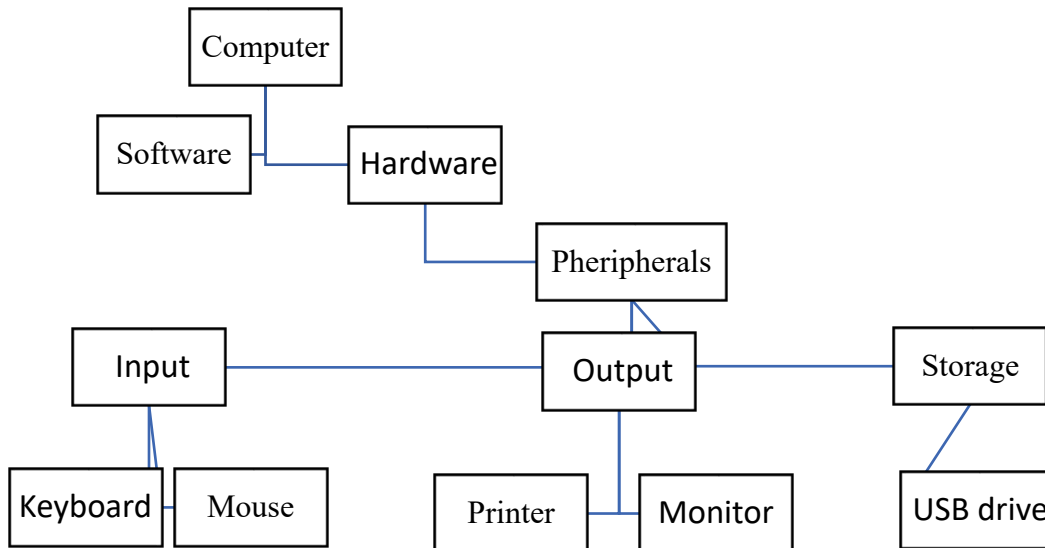 Computer
Software
Hardware
Pheripherals
Input
Output
Storage
Keyboard
Mouse
Printer
Monitor
USB drive